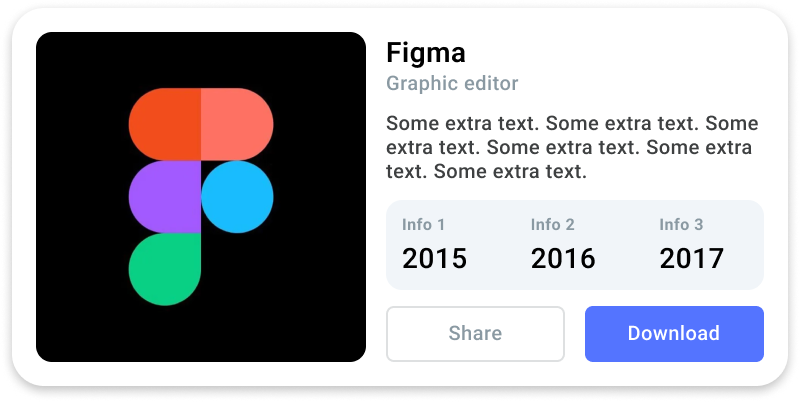 Figma
Graphic editor
Some extra text. Some extra text. Some
extra text. Some extra text. Some extra
text. Some extra text.
Info 1 Info 2 Info 3
2015 2016 2017
Share Download